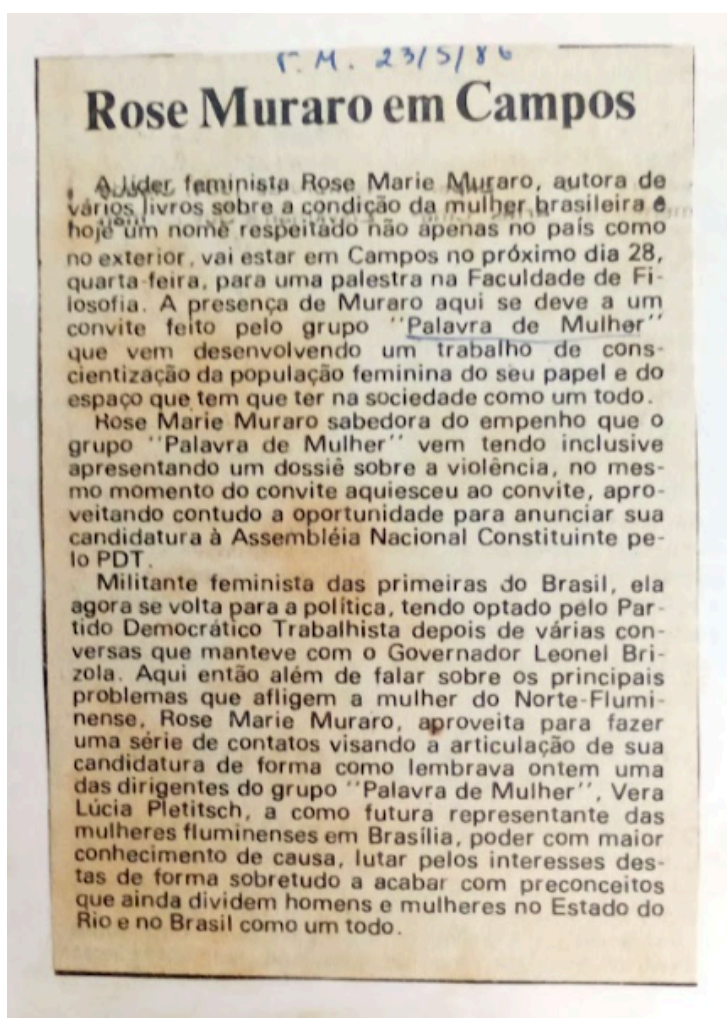 F. M. 23/5/86
Rose Muraro em Campos
A líder feminista Rose Marie Muraro, autora de
vários livros sobre a condição da mulher brasileira e
hoje um nome respeitado não apenas no país como
no exterior, vai estar em Campos no próximo dia 28,
quarta-feira, para uma palestra na Faculdade de Fi-
losofia. A presença de Muraro aqui se deve a um
convite feito pelo grupo "Palavra de Mulher"
que vem desenvolvendo um trabalho de cons-
cientização da população feminina do seu papel e do
espaço que tem que ter na sociedade como um todo.
Rose Marie Muraro sabedora do empenho que o
grupo "Palavra de Mulher" vem tendo inclusive
apresentando um dossiê sobre a violência, no mes-
mo momento do convite aquiesceu ao convite, apro-
veitando contudo a oportunidade para anunciar sua
candidatura à Assembléia Nacional Constituinte pe-
lo PDT.
Militante feminista das primeiras do Brasil, ela
agora se volta para a política, tendo optado pelo Par-
tido Democrático Trabalhista depois de várias con-
versas que manteve com o Governador Leonel Bri-
zola. Aqui então além de falar sobre os principais
problemas que afligem a mulher do Norte-Flumi-
nense, Rose Marie Muraro, aproveita para fazer
uma série de contatos visando a articulação de sua
candidatura de forma como lembrava ontem uma
das dirigentes do grupo "Palavra de Mulher", Vera
Lúcia Pletitsch, a como futura representante das
mulheres fluminenses em Brasília, poder com maior
conhecimento de causa, lutar pelos interesses des-
tas de forma sobretudo a acabar com preconceitos
que ainda dividem homens e mulheres no Estado do
Rio e no Brasil como um todo.